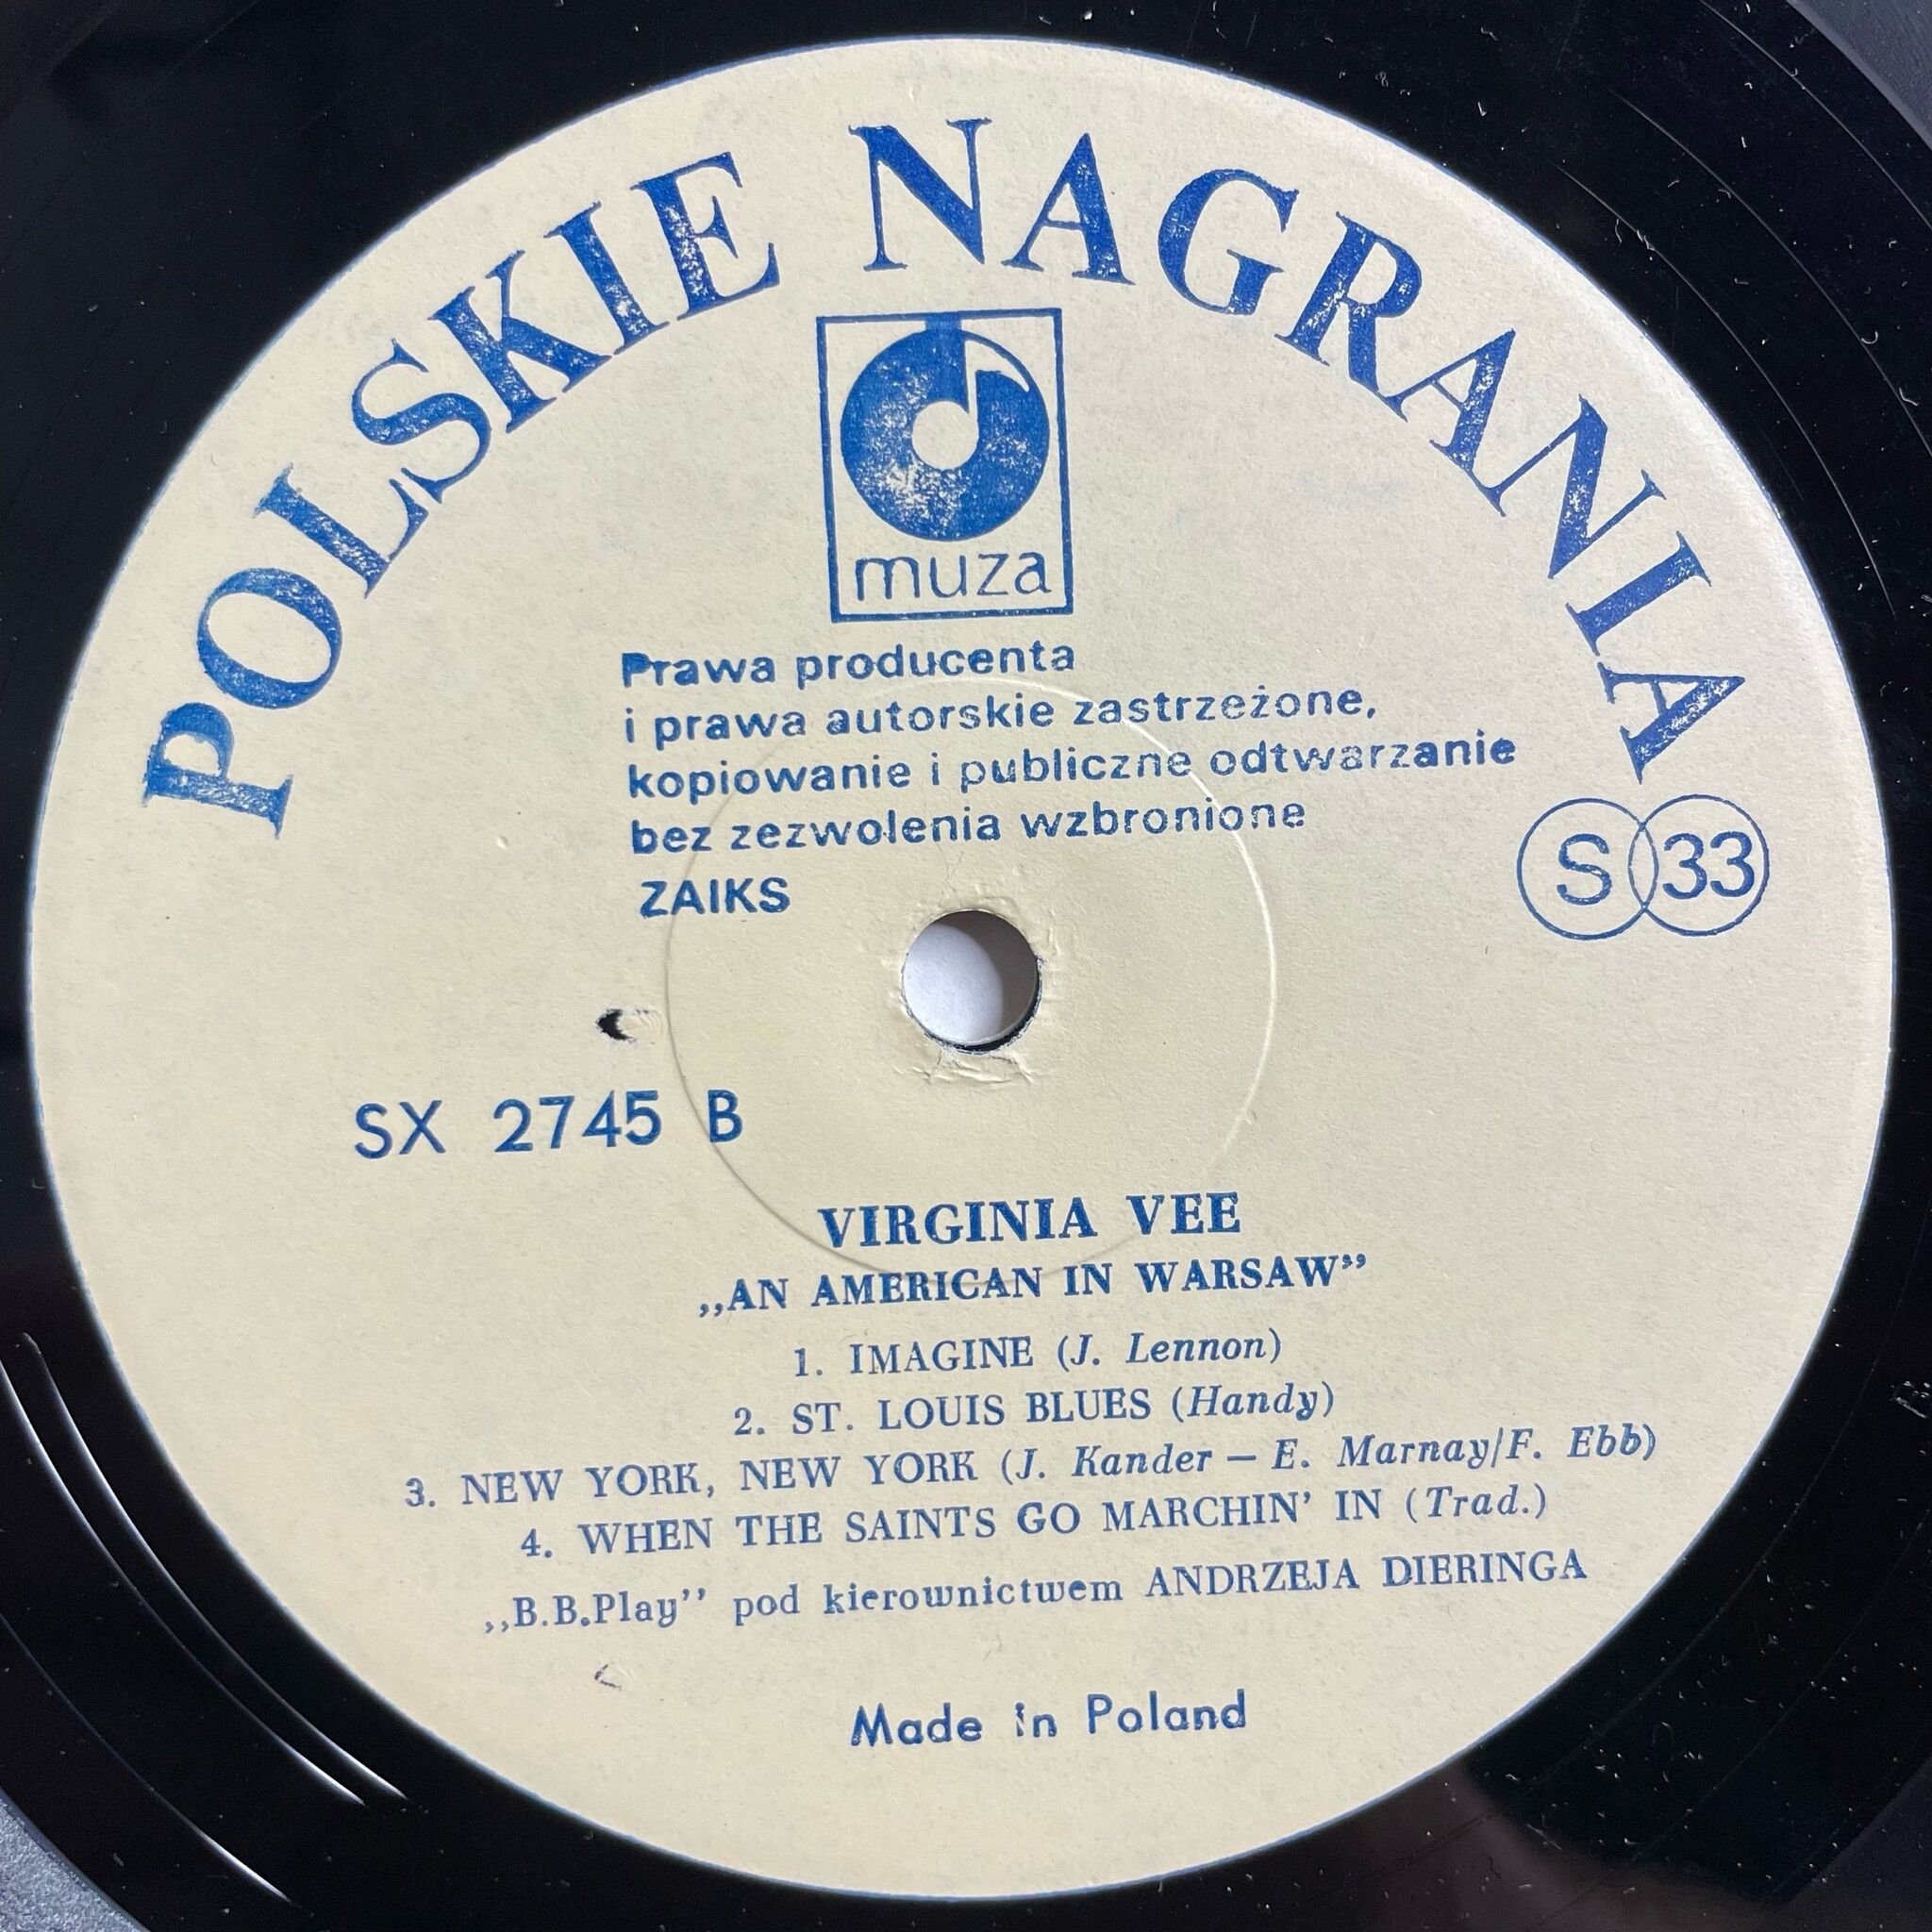 POLSKIE NAGRANIA
muza
Prawa producenta
i prawa autorskie zastrzeżone,
kopiowanie i publiczne odtwarzanie
bez zezwolenia wzbronione
ZAIKS
S 33
SX 2745 B
VIRGINIA VEE
„AN AMERICAN IN WARSAW”
1. IMAGINE (J. Lennon)
2. ST. LOUIS BLUES (Handy)
3. NEW YORK, NEW YORK (J. Kander — E. Marnay/F. Ebb)
4. WHEN THE SAINTS GO MARCHIN’ IN (Trad.)
„B.B.Play” pod kierownictwem ANDRZEJA DIERINGA
Made in Poland